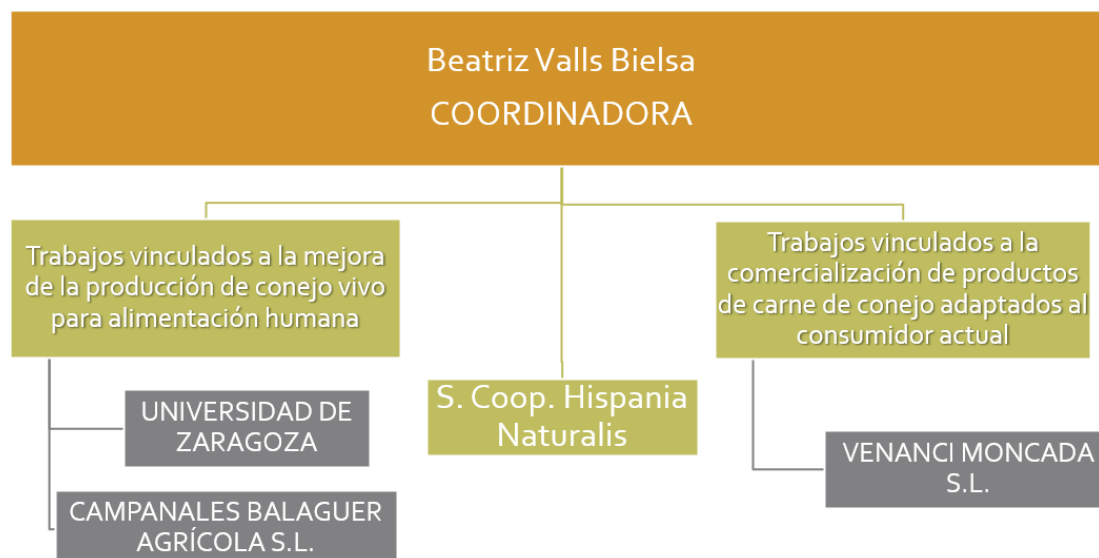 Beatriz Valls Bielsa
COORDINADORA
Trabajos vinculados a la mejora
de la producción de conejo vivo
para alimentación humana
UNIVERSIDAD DE
ZARAGOZA
CAMPANALES BALAGUER
AGRÍCOLA S.L.
S. Coop. Hispania
Naturalis
Trabajos vinculados a la
comercialización de productos
de carne de conejo adaptados al
consumidor actual
VENANCI MONCADA
S.L.